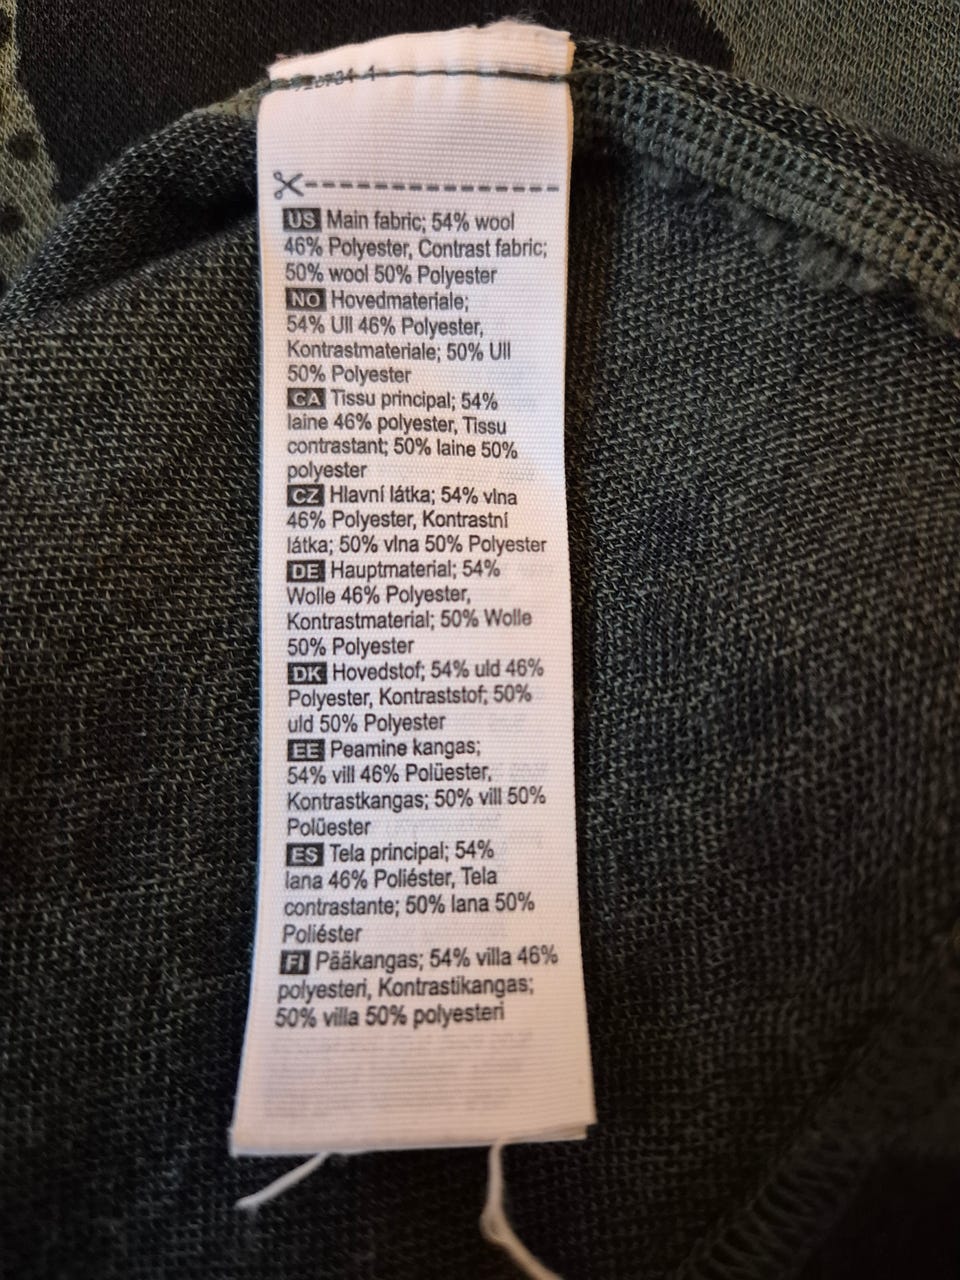 US Main fabric; 54% wool
46% Polyester, Contrast fabric;
50% wool 50% Polyester
NO Hovedmateriale;
54% Ull 46% Polyester,
Kontrastmateriale; 50% Ull
50% Polyester
CA Tissu principal; 54%
laine 46% polyester, Tissu
contrastant; 50% laine 50%
polyester
CZ Hlavní látka; 54% vlna
46% Polyester, Kontrastní
látka; 50% vlna 50% Polyester
DE Hauptmaterial; 54%
Wolle 46% Polyester,
Kontrastmaterial; 50% Wolle
50% Polyester
DK Hovedstof; 54% uld 46%
Polyester, Kontraststof; 50%
uld 50% Polyester
EE Peamine kangas;
54% vill 46% Polüester,
Kontrastkangas; 50% vill 50%
Polüester
ES Tela principal; 54%
lana 46% Poliéster, Tela
contrastante; 50% lana 50%
Poliéster
FI Pääkangas; 54% villa 46%
polyesteri, Kontrastikangas;
50% villa 50% polyesteri